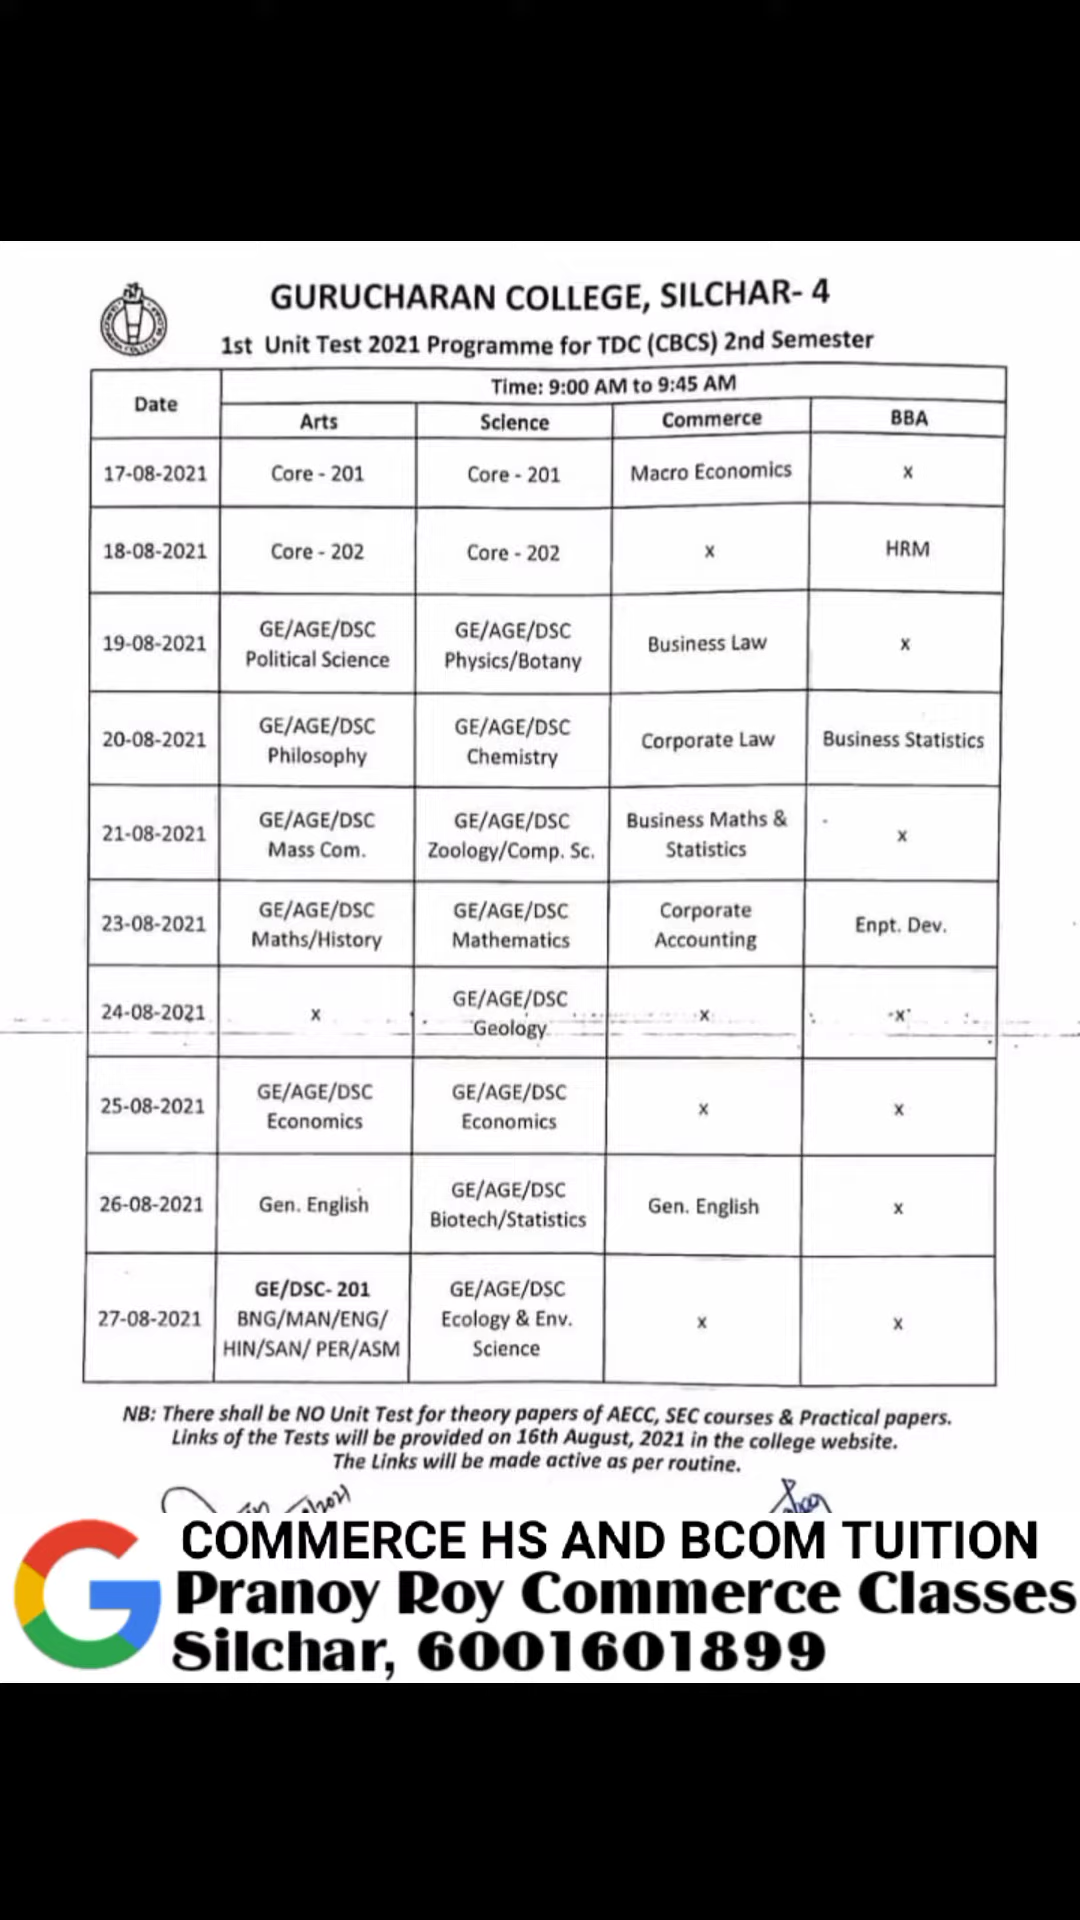 GURUCHARAN COLLEGE, SILCHAR- 4
1st Unit Test 2021 Programme for TDC (CBCS) 2nd Semester
Date
Time: 9:00 AM to 9:45 AM
Arts Science Commerce BBA
17-08-2021 Core - 201 Core - 201 Macro Economics x
18-08-2021 Core - 202 Core - 202 x HRM
19-08-2021 GE/AGE/DSC GE/AGE/DSC Business Law x
Political Science Physics/Botany
20-08-2021 GE/AGE/DSC GE/AGE/DSC Corporate Law Business Statistics
Philosophy Chemistry
21-08-2021 GE/AGE/DSC GE/AGE/DSC Business Maths & x
Mass Com. Zoology/Comp. Sc. Statistics
23-08-2021 GE/AGE/DSC GE/AGE/DSC Corporate Enpt. Dev.
Maths/History Mathematics Accounting
24-08-2021 x GE/AGE/DSC x x
Geology
25-08-2021 GE/AGE/DSC GE/AGE/DSC x x
Economics Economics
26-08-2021 Gen. English GE/AGE/DSC Gen. English x
Biotech/Statistics
27-08-2021 GE/DSC- 201 GE/AGE/DSC x x
BNG/MAN/ENG/ Ecology & Env.
HIN/SAN/ PER/ASM Science
NB: There shall be NO Unit Test for theory papers of AECC, SEC courses & Practical papers.
Links of the Tests will be provided on 16th August, 2021 in the college website.
The Links will be made active as per routine.
COMMERCE HS AND BCOM TUITION
Pranoy Roy Commerce Classes
Silchar, 6001601899